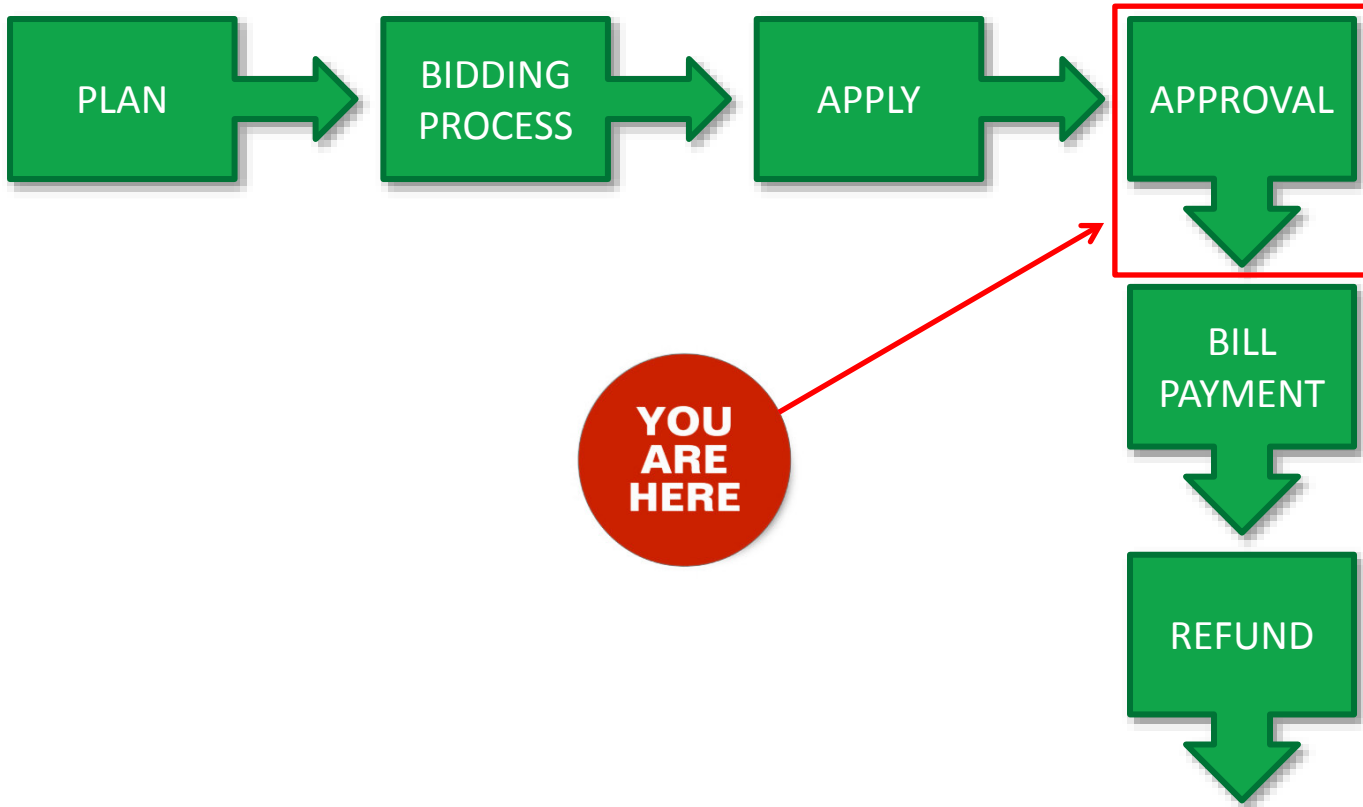 PLAN
BIDDING
PROCESS
APPLY
APPROVAL
BILL
PAYMENT
YOU
ARE
HERE
REFUND